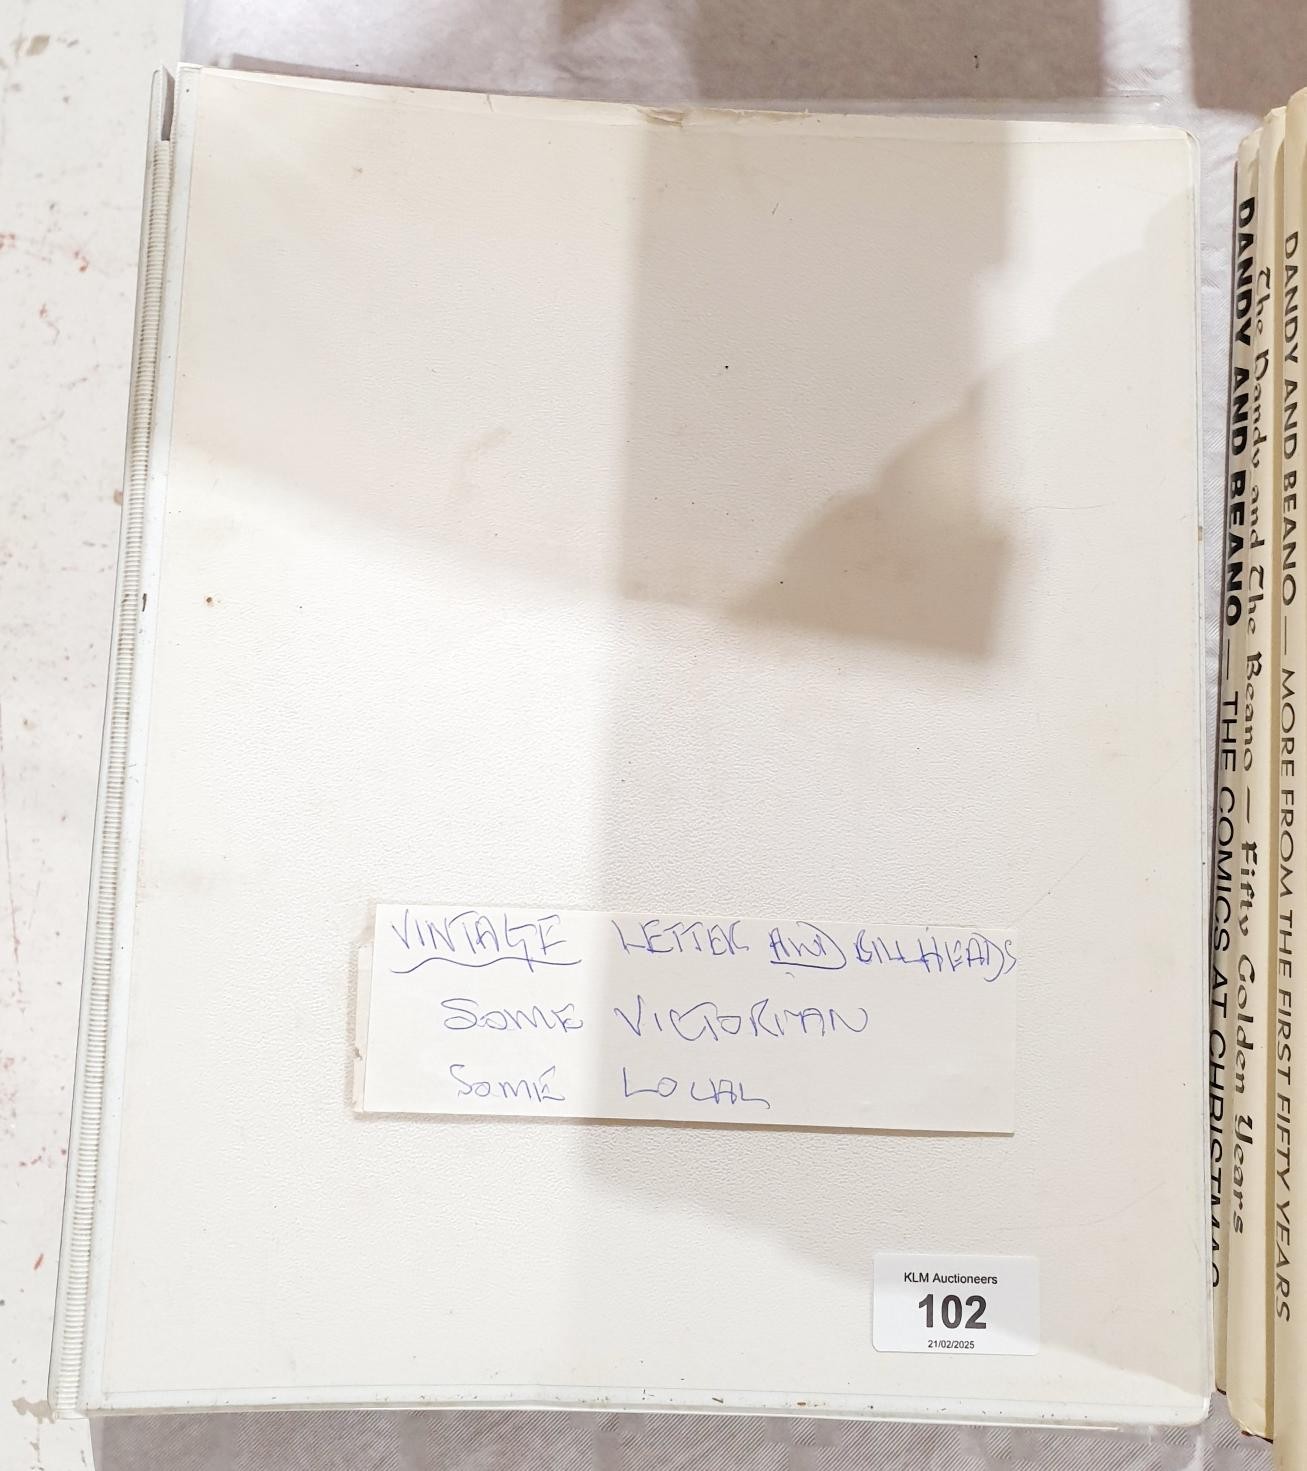 VINTAGE LETTER AND BILLHEADS
SOME VICTORIAN
SOME LOCAL
KLM Auctioneers
102
21/02/2025
DANDY AND BEANO — THE COMICS AT CHRISTMAS
The Dandy and The Beano — Fifty Golden Years
DANDY AND BEANO — MORE FROM THE FIRST FIFTY YEARS